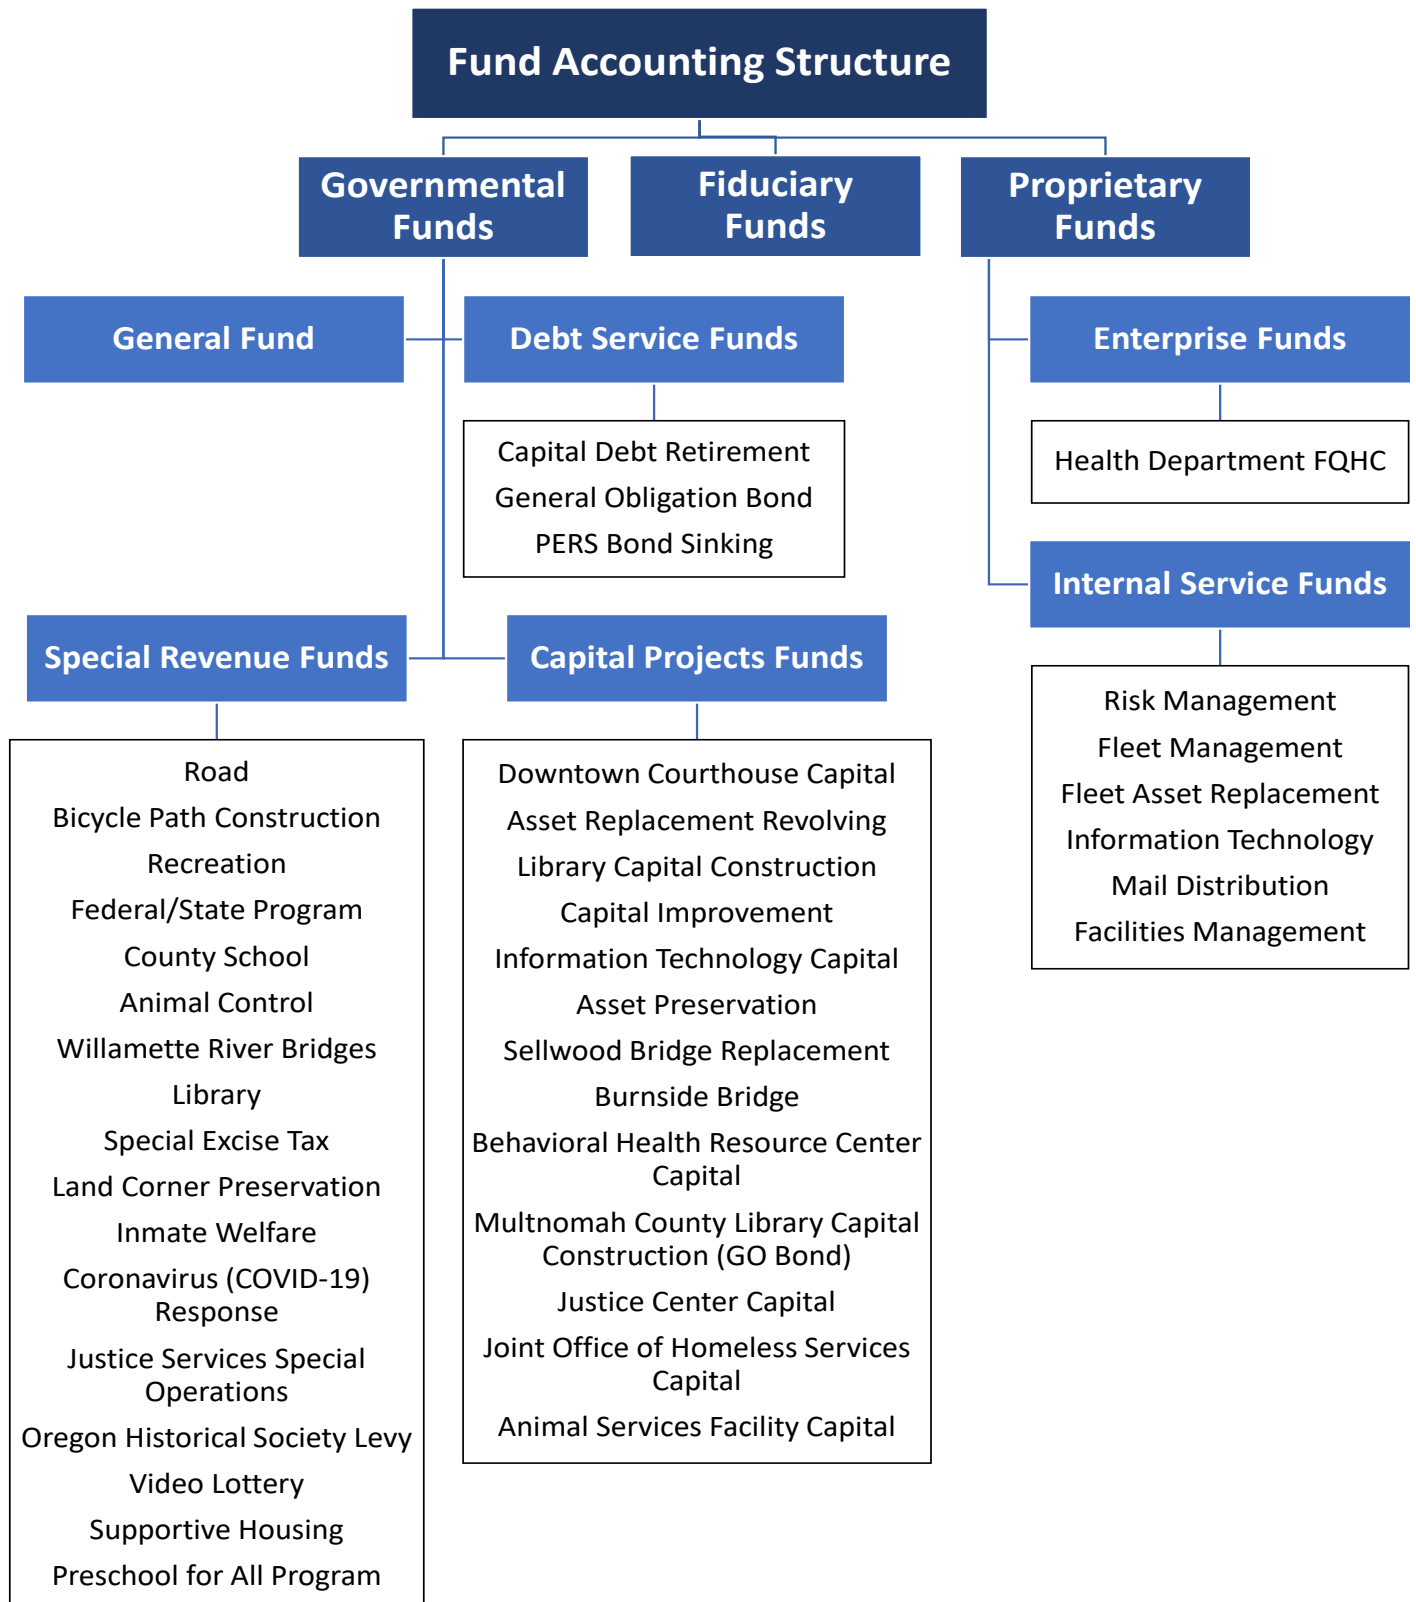 Fund Accounting Structure
Governmental
Funds
Fiduciary
Funds
Proprietary
Funds
General Fund
Debt Service Funds
Capital Debt Retirement
General Obligation Bond
PERS Bond Sinking
Enterprise Funds
Health Department FQHC
Internal Service Funds
Risk Management
Fleet Management
Fleet Asset Replacement
Information Technology
Mail Distribution
Facilities Management
Special Revenue Funds
Road
Bicycle Path Construction
Recreation
Federal/State Program
County School
Animal Control
Willamette River Bridges
Library
Special Excise Tax
Land Corner Preservation
Inmate Welfare
Coronavirus (COVID-19)
Response
Justice Services Special
Operations
Oregon Historical Society Levy
Video Lottery
Supportive Housing
Preschool for All Program
Capital Projects Funds
Downtown Courthouse Capital
Asset Replacement Revolving
Library Capital Construction
Capital Improvement
Information Technology Capital
Asset Preservation
Sellwood Bridge Replacement
Burnside Bridge
Behavioral Health Resource Center
Capital
Multnomah County Library Capital
Construction (GO Bond)
Justice Center Capital
Joint Office of Homeless Services
Capital
Animal Services Facility Capital